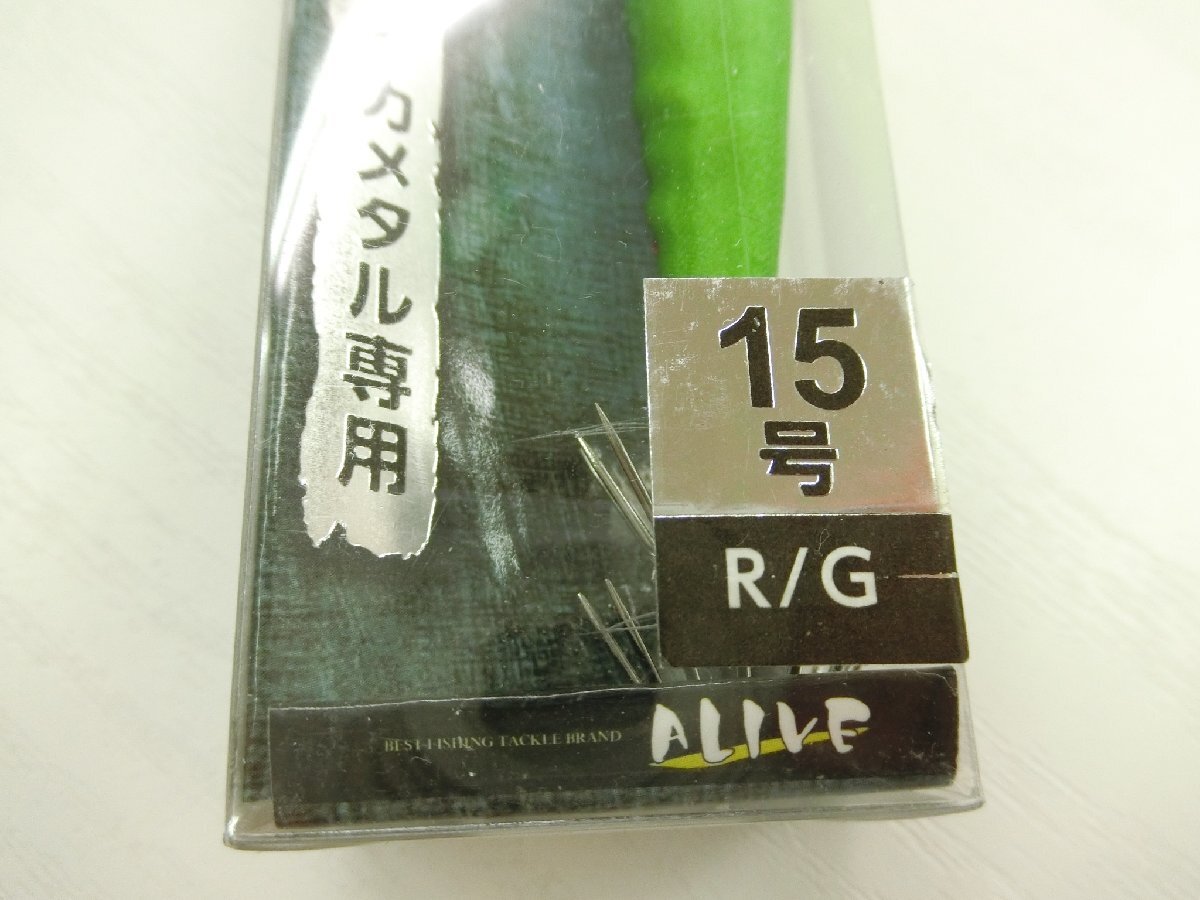 カメタル専用
15
号
R/G
BEST FISHING TACKLE BRAND
ALIVE